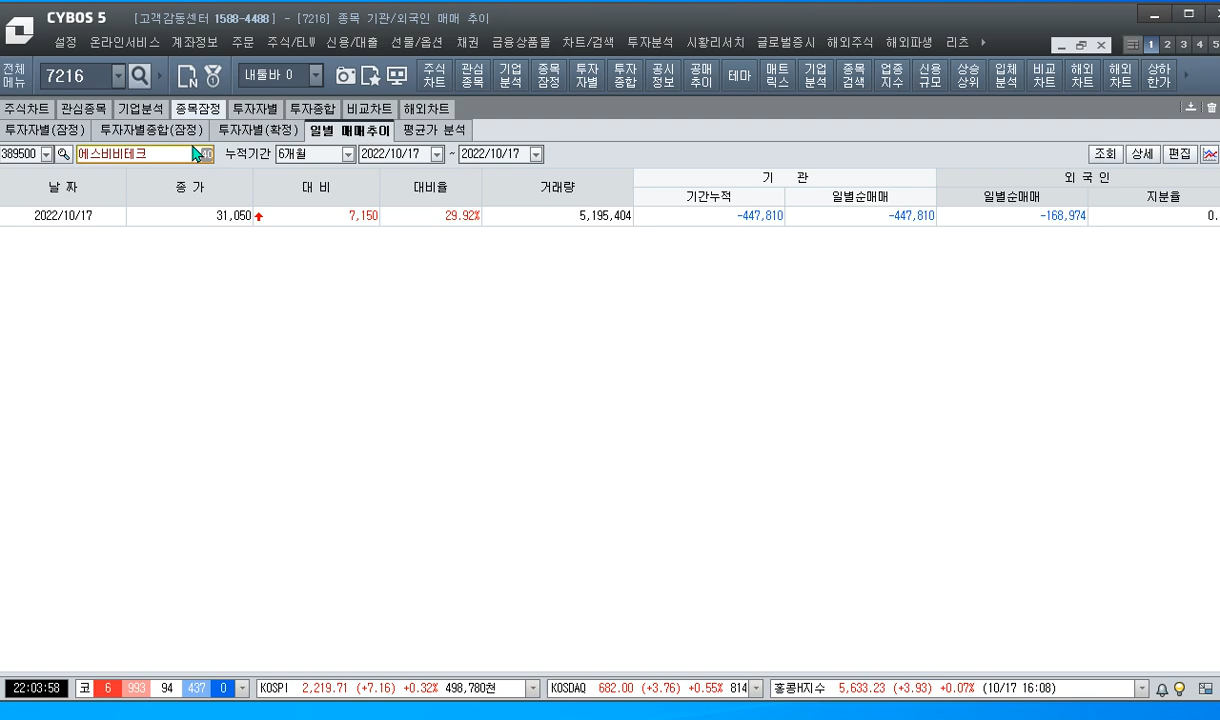 CYBOS 5 [고객감동센터 1588-4488 ] - [7216] 종목 기관/외국인 매매 추이
설정 온라인서비스 계좌정보 주문 주식/ELW 신용/대출 선물/옵션 채권 금융상품몰 차트/검색 투자분석 시황리서치 글로벌증시 해외주식 해외파생 리츠 1 2 3 4 5
전체메뉴 7216 내툴바 0 주식차트 관심종목 기업분석 종목잠정 투자자별 투자종합 공시정보 공매추이 테마 매트릭스 기업분석 종목검색 업종지수 신용규모 상승상위 입체분석 비교차트 해외차트 해외차트 상하한가
주식차트 관심종목 기업분석 종목잠정 투자자별 투자종합 비교차트 해외차트
투자자별(잠정) 투자자별종합(잠정) 투자자별(확정) 일별 매매추이 평균가 분석
389500 에스비비테크 40 누적기간 6개월 2022/10/17 ~ 2022/10/17 조회 상세 편집
날 짜 종 가 대 비 대비율 거래량 기 관 외 국 인
기간누적 일별순매매 일별순매매 지분율
2022/10/17 31,050 7,150 29.92% 5,195,404 -447,810 -447,810 -168,974 0.
22:03:58 코 6 993 94 437 0 KOSPI 2,219.71 (+7.16) +0.32% 498,780천 KOSDAQ 682.00 (+3.76) +0.55% 814 홍콩H지수 5,633.23 (+3.93) +0.07% (10/17 16:08)